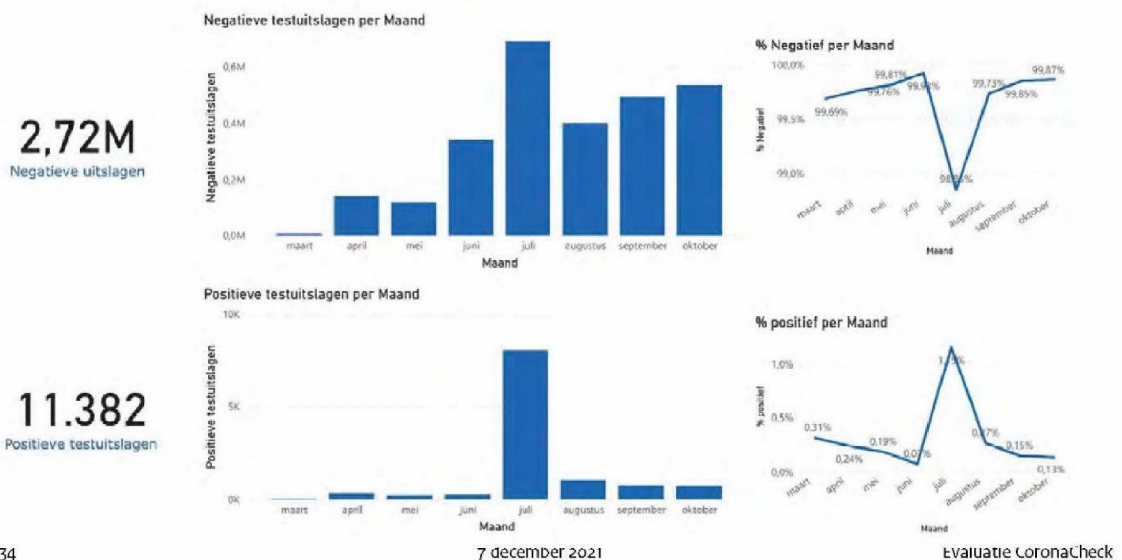 Negatieve testuitslagen per Maand
0,6M
0,4M
0,2M
0,0M
Negatieve testuitslagen
maart april mei juni juli augustus september oktober
Maand
2,72M
Negatieve uitslagen
% Negatief per Maand
100,0%
99,5%
99,0%
% Negatief
99,69%
99,76%
99,81%
99,73%
99,85%
99,87%
maart april mei juni juli augustus september oktober
Maand
Positieve testuitslagen per Maand
10K
5K
0K
Positieve testuitslagen
maart april mei juni juli augustus september oktober
Maand
11.382
Positieve testuitslagen
% positief per Maand
1,0%
0,5%
0,0%
% positief
0,31%
0,24%
0,19%
0,15%
0,13%
maart april mei juni juli augustus september oktober
Maand
34
7 december 2021
Evaluatie CoronaCheck